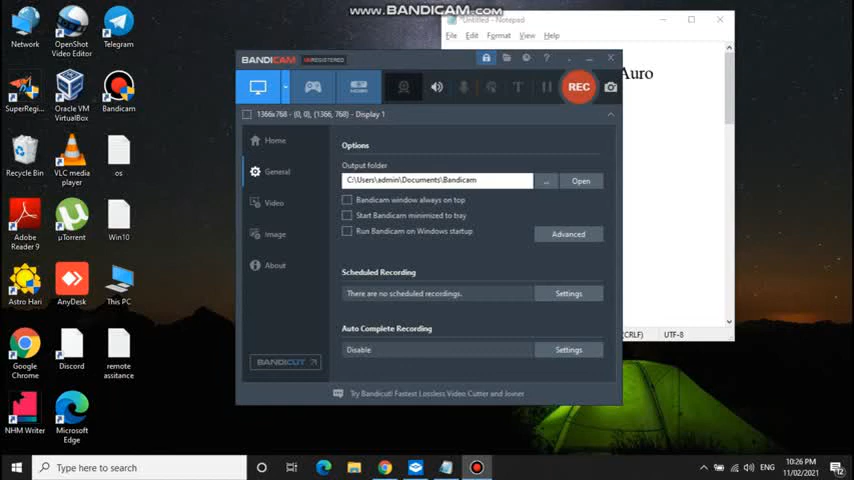 www.BANDICAM.com
Network
OpenShot
Video Editor
Telegram
SuperRegi...
Oracle VM
VirtualBox
Bandicam
Recycle Bin
VLC media
player
os
Adobe
Reader 9
µTorrent
Win10
Astro Hari
AnyDesk
This PC
Google
Chrome
Discord
remote
assitance
NHM Writer
Microsoft
Edge
*Untitled - Notepad
File Edit Format View Help
Auro
(CRLF) UTF-8
BANDICAM UNREGISTERED
REC
1366x768 - (0, 0), (1366, 768) - Display 1
Home
General
Video
Image
About
BANDICUT
Options
Output folder
C:\Users\admin\Documents\Bandicam
... Open
Bandicam window always on top
Start Bandicam minimized to tray
Run Bandicam on Windows startup
Advanced
Scheduled Recording
There are no scheduled recordings. Settings
Auto Complete Recording
Disable Settings
Try Bandicut! Fastest Lossless Video Cutter and Joiner
Type here to search
ENG
10:26 PM
11/02/2021
12